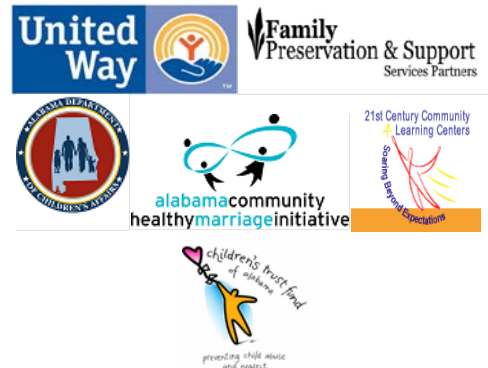 United
Way
TM
Family
Preservation & Support
Services Partners
ALABAMA DEPARTMENT
OF CHILDREN'S AFFAIRS
alabamacommunity
healthymarriageinitiative
21st Century Community
Learning Centers
Soaring Beyond Expectations
children's trust fund
of alabama
preventing child abuse
and neglect